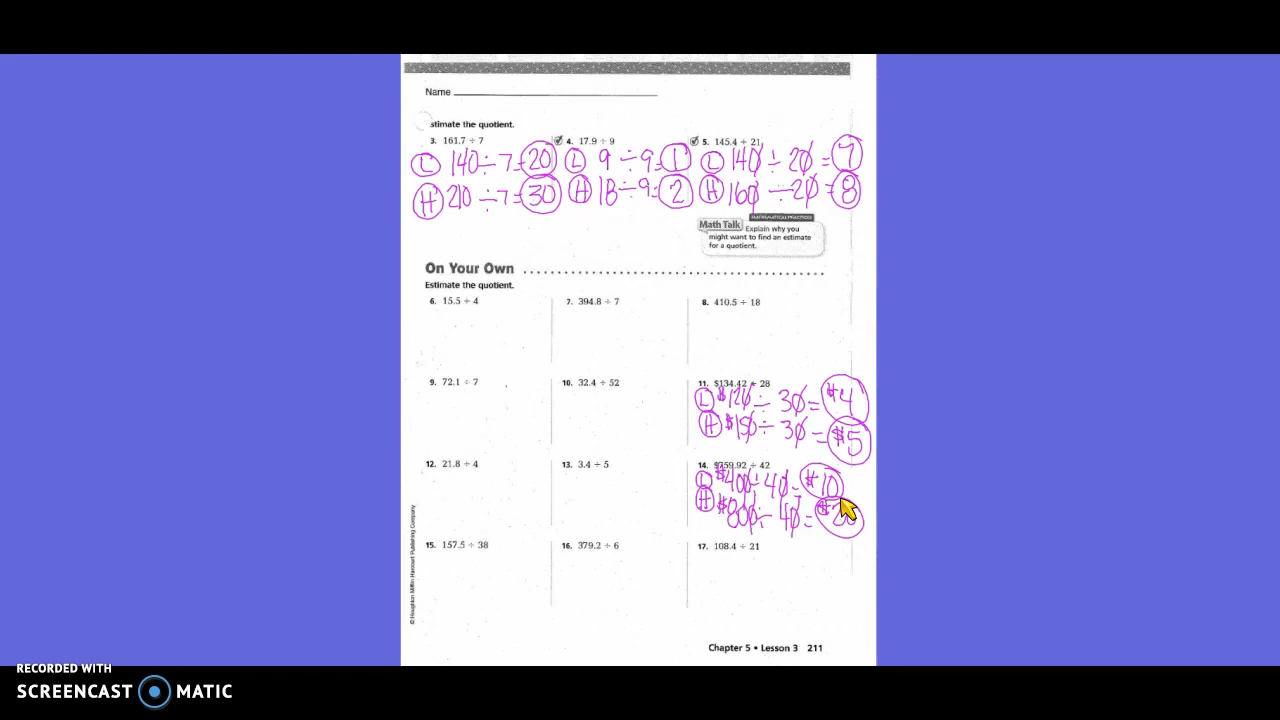 Name
stimate the quotient.
3. 161.7 ÷ 7
4. 17.9 ÷ 9
5. 145.4 ÷ 21
L 140 ÷ 7 = 20
L 9 ÷ 9 = 1
L 140 ÷ 20 = 7
H 210 ÷ 7 = 30
H 18 ÷ 9 = 2
H 160 ÷ 20 = 8
MATHEMATICAL PRACTICES
Math Talk Explain why you
might want to find an estimate
for a quotient.
On Your Own
Estimate the quotient.
6. 15.5 ÷ 4
7. 394.8 ÷ 7
8. 410.5 ÷ 18
9. 72.1 ÷ 7
10. 32.4 ÷ 52
11. $134.42 ÷ 28
L $120 ÷ 30 = $4
H $150 ÷ 30 = $5
12. 21.8 ÷ 4
13. 3.4 ÷ 5
14. $759.92 ÷ 42
L $400 ÷ 40 = $10
H $800 ÷ 40 = $20
15. 157.5 ÷ 38
16. 379.2 ÷ 6
17. 108.4 ÷ 21
© Houghton Mifflin Harcourt Publishing Company
Chapter 5 • Lesson 3 211
RECORDED WITH
SCREENCAST MATIC